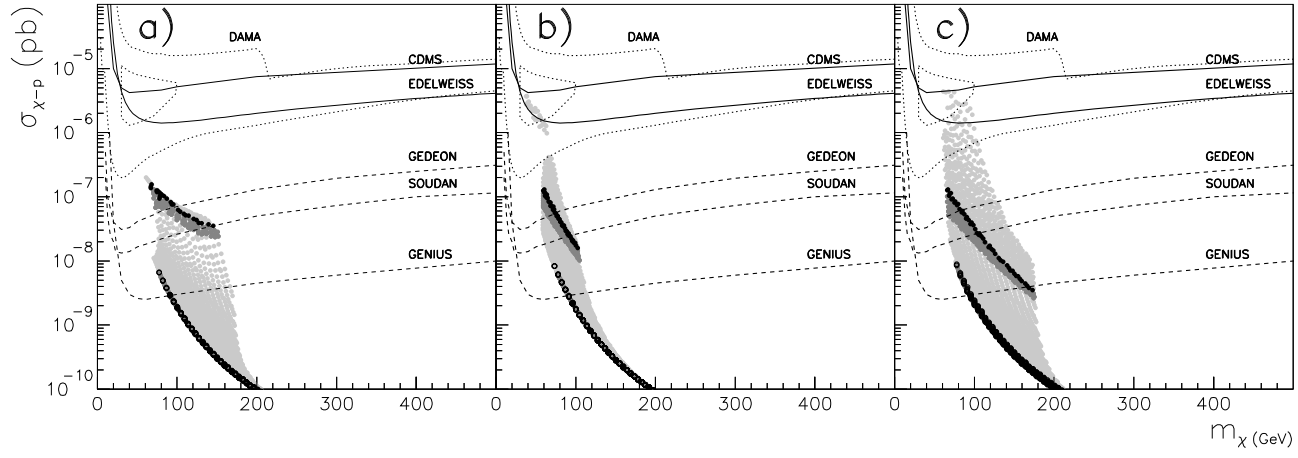 a) b) c)
DAMA DAMA DAMA
CDMS CDMS CDMS
EDELWEISS EDELWEISS EDELWEISS
GEDEON GEDEON GEDEON
SOUDAN SOUDAN SOUDAN
GENIUS GENIUS GENIUS
σχ-p (pb)
10-5
10-6
10-7
10-8
10-9
10-10
0 100 200 300 400 0 100 200 300 400 0 100 200 300 400
mχ (GeV)